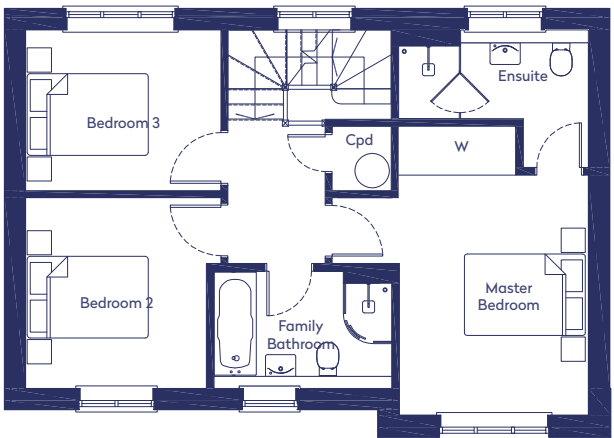 Ensuite
Bedroom 3
Cpd
W
Master
Bedroom
Bedroom 2
Family
Bathroom